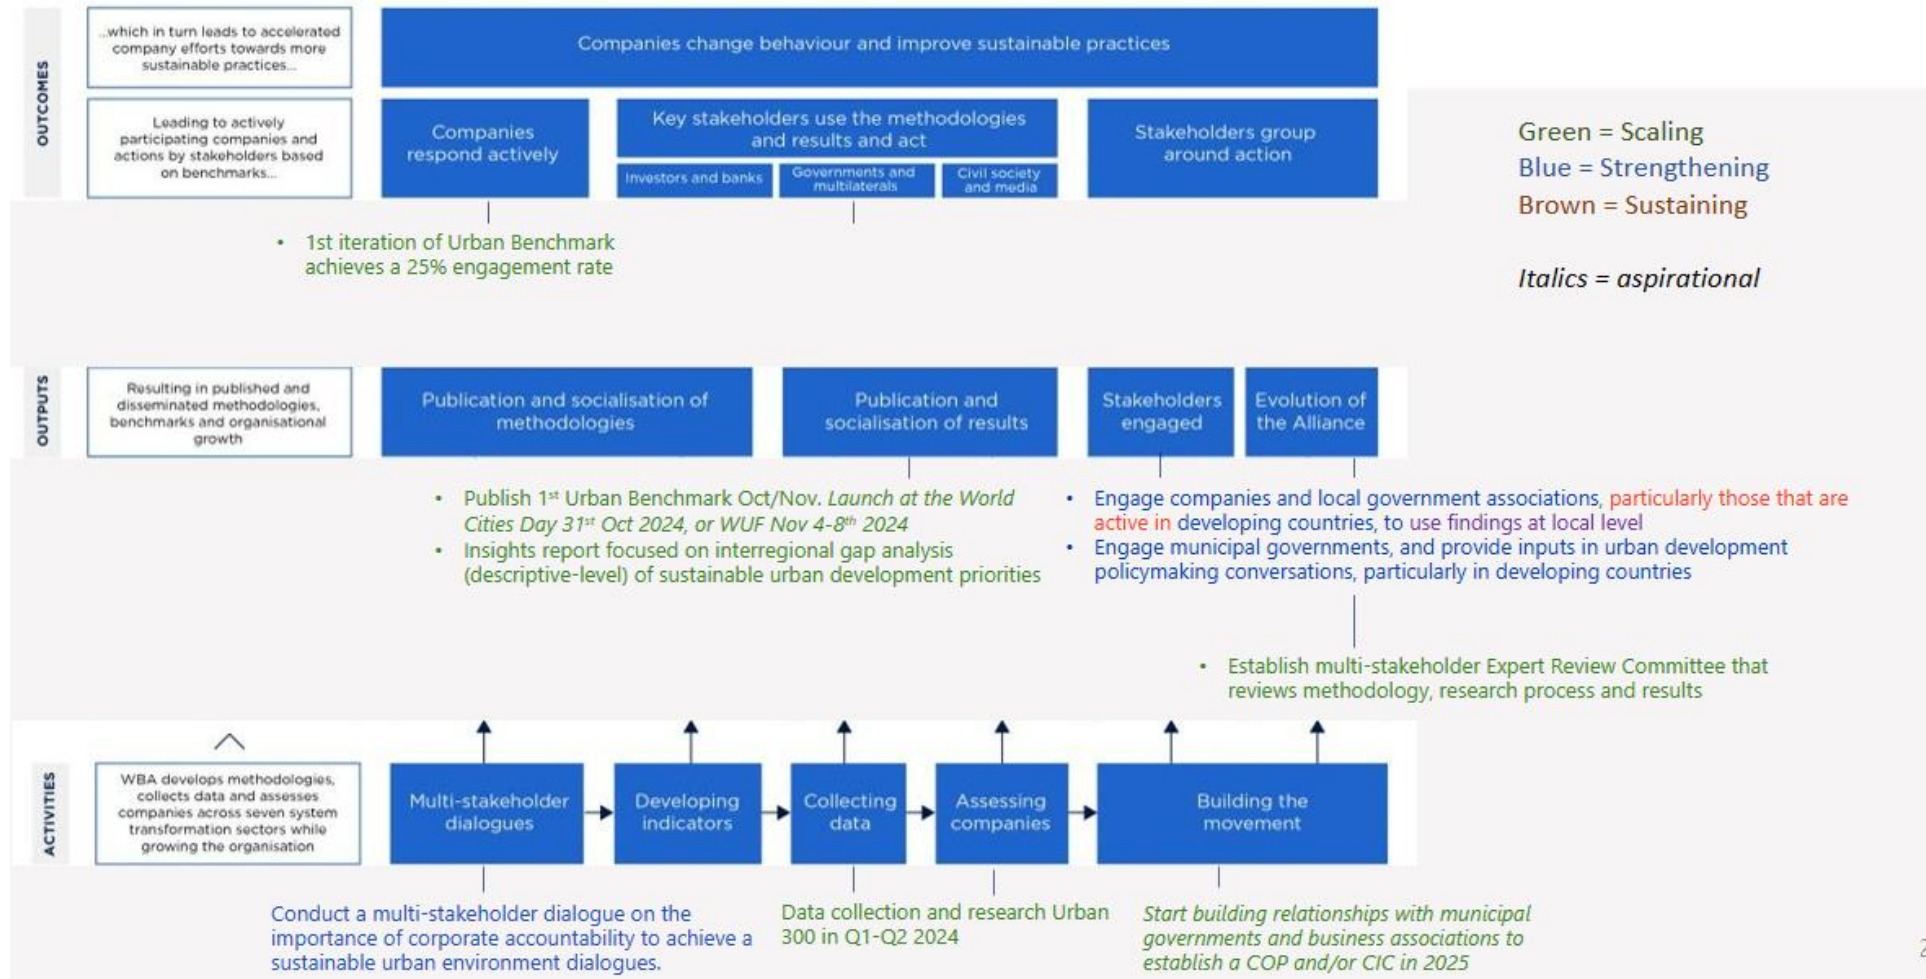 OUTCOMES
...which in turn leads to accelerated
company efforts towards more
sustainable practices...
Companies change behaviour and improve sustainable practices
Leading to actively
participating companies and
actions by stakeholders based
on benchmarks...
Companies
respond actively
Key stakeholders use the methodologies
and results and act
Investors and banks
Governments and
multilaterals
Civil society
and media
Stakeholders group
around action
Green = Scaling
Blue = Strengthening
Brown = Sustaining
Italics = aspirational
• 1st iteration of Urban Benchmark
achieves a 25% engagement rate
OUTPUTS
Resulting in published and
disseminated methodologies,
benchmarks and organisational
growth
Publication and socialisation of
methodologies
Publication and
socialisation of results
Stakeholders
engaged
Evolution of
the Alliance
• Publish 1st Urban Benchmark Oct/Nov. Launch at the World
Cities Day 31st Oct 2024, or WUF Nov 4-8th 2024
• Insights report focused on interregional gap analysis
(descriptive-level) of sustainable urban development priorities
• Engage companies and local government associations, particularly those that are
active in developing countries, to use findings at local level
• Engage municipal governments, and provide inputs in urban development
policymaking conversations, particularly in developing countries
• Establish multi-stakeholder Expert Review Committee that
reviews methodology, research process and results
ACTIVITIES
WBA develops methodologies,
collects data and assesses
companies across seven system
transformation sectors while
growing the organisation
Multi-stakeholder
dialogues
Developing
indicators
Collecting
data
Assessing
companies
Building the
movement
Conduct a multi-stakeholder dialogue on the
importance of corporate accountability to achieve a
sustainable urban environment dialogues.
Data collection and research Urban
300 in Q1-Q2 2024
Start building relationships with municipal
governments and business associations to
establish a COP and/or CIC in 2025